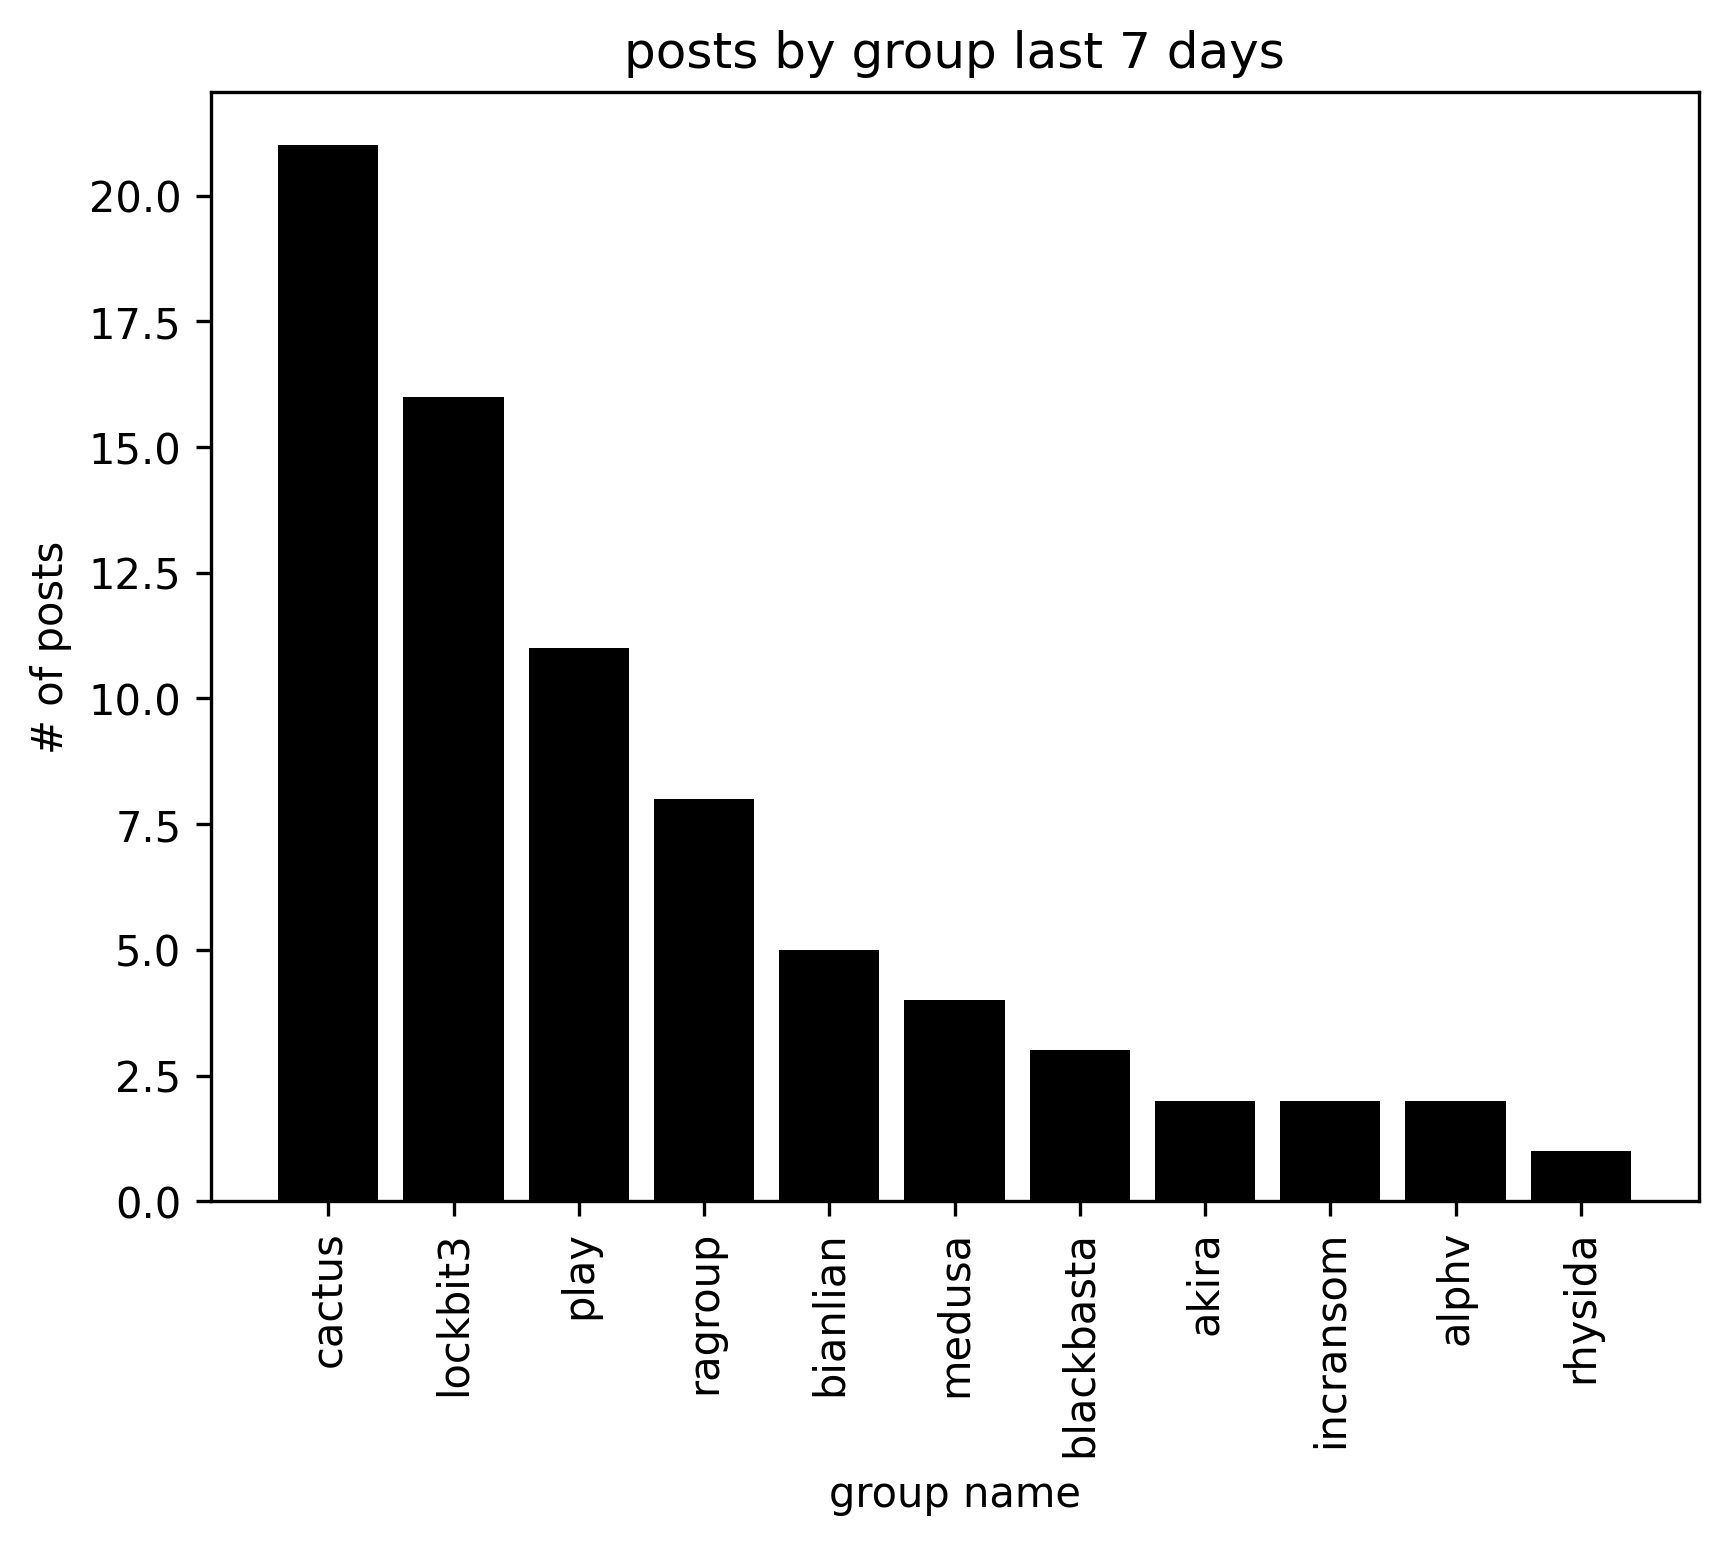 posts by group last 7 days
# of posts
20.0
17.5
15.0
12.5
10.0
7.5
5.0
2.5
0.0
cactus
lockbit3
play
ragroup
bianlian
medusa
blackbasta
akira
incransom
alphv
rhysida
group name